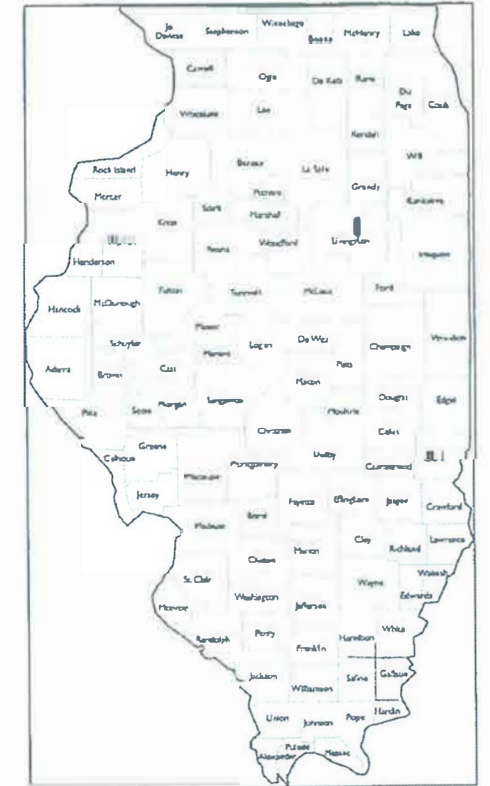 Jo Daviess
Stephenson
Winnebago
Boone
McHenry
Lake
Carroll
Ogle
De Kalb
Kane
Du Page
Cook
Whiteside
Lee
Kendall
Will
Rock Island
Henry
Bureau
La Salle
Grundy
Mercer
Putnam
Kankakee
Knox
Stark
Marshall
Peoria
Woodford
Livingston
Iroquois
Henderson
Fulton
Tazewell
McLean
Ford
Hancock
McDonough
Mason
Schuyler
Menard
Logan
De Witt
Champaign
Vermilion
Adams
Brown
Cass
Piatt
Macon
Pike
Scott
Morgan
Sangamon
Moultrie
Douglas
Edgar
Christian
Coles
Greene
Calhoun
Macoupin
Montgomery
Shelby
Cumberland
Jersey
Fayette
Effingham
Jasper
Crawford
Madison
Bond
Clay
Richland
Lawrence
Clinton
Marion
St. Clair
Wayne
Wabash
Edwards
Monroe
Washington
Jefferson
Randolph
Perry
Franklin
Hamilton
White
Jackson
Williamson
Saline
Gallatin
Union
Johnson
Pope
Hardin
Alexander
Pulaski
Massac